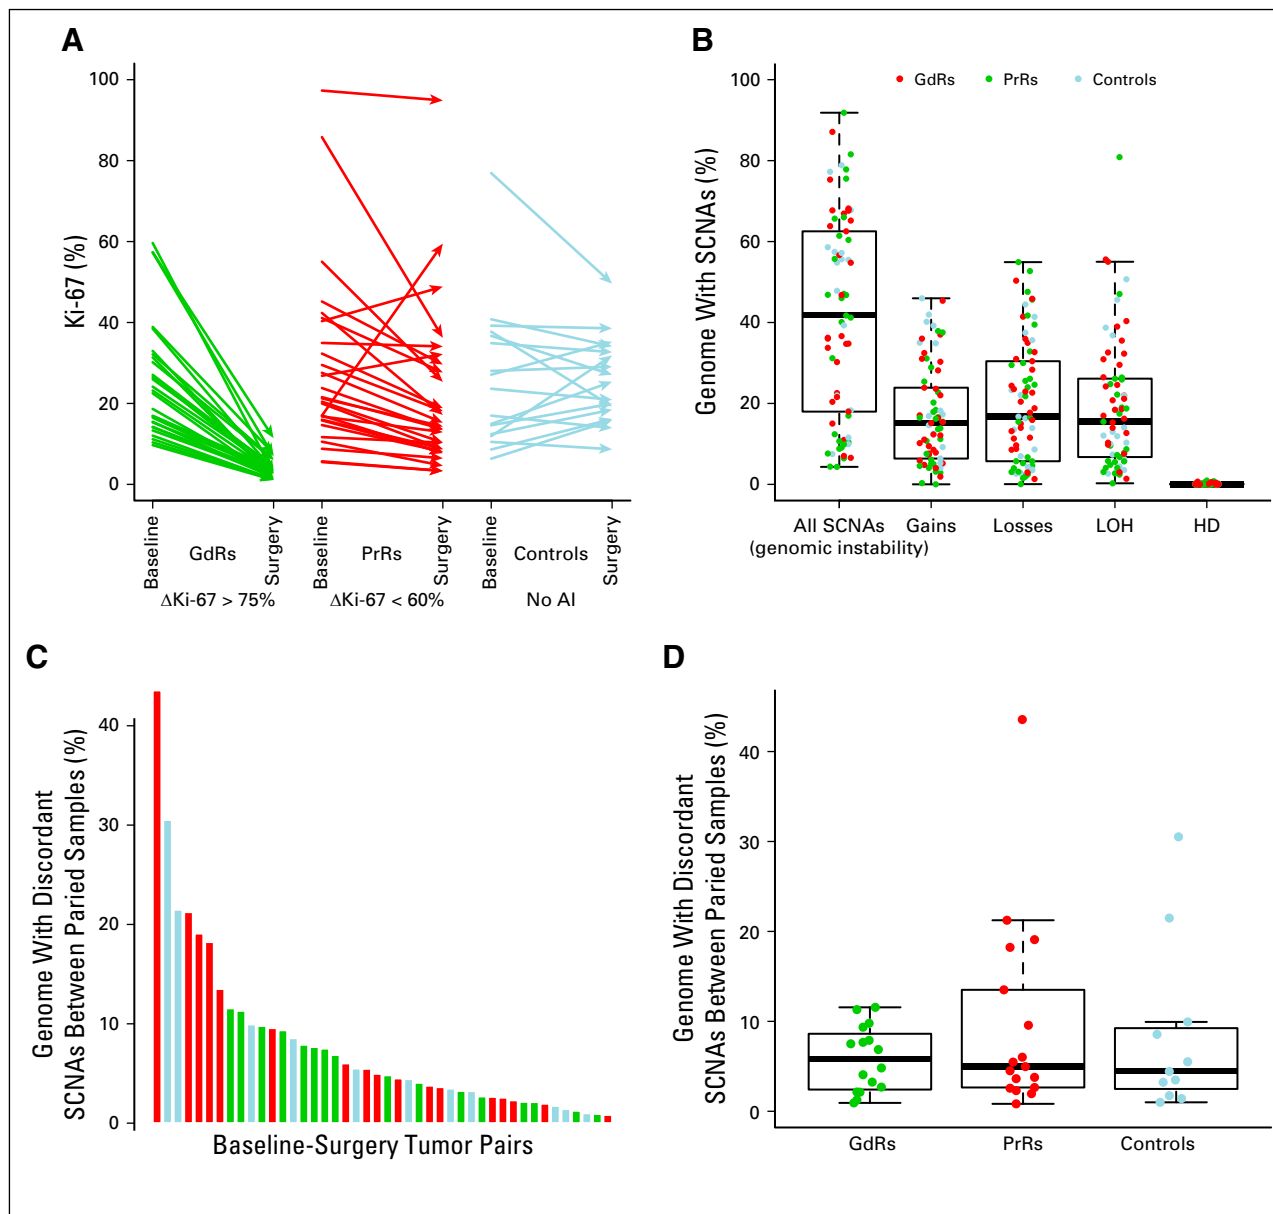 A
Ki-67 (%)
100
80
60
40
20
0
Baseline
GdRs
Surgery
Baseline
PrRs
Surgery
Baseline
Controls
Surgery
ΔKi-67 > 75%
ΔKi-67 < 60%
No AI
B
Genome With SCNAs (%)
100
80
60
40
20
0
GdRs
PrRs
Controls
All SCNAs
(genomic instability)
Gains
Losses
LOH
HD
C
Genome With Discordant
SCNAs Between Paried Samples (%)
40
30
20
10
0
Baseline-Surgery Tumor Pairs
D
Genome With Discordant
SCNAs Between Paried Samples (%)
40
30
20
10
0
GdRs
PrRs
Controls